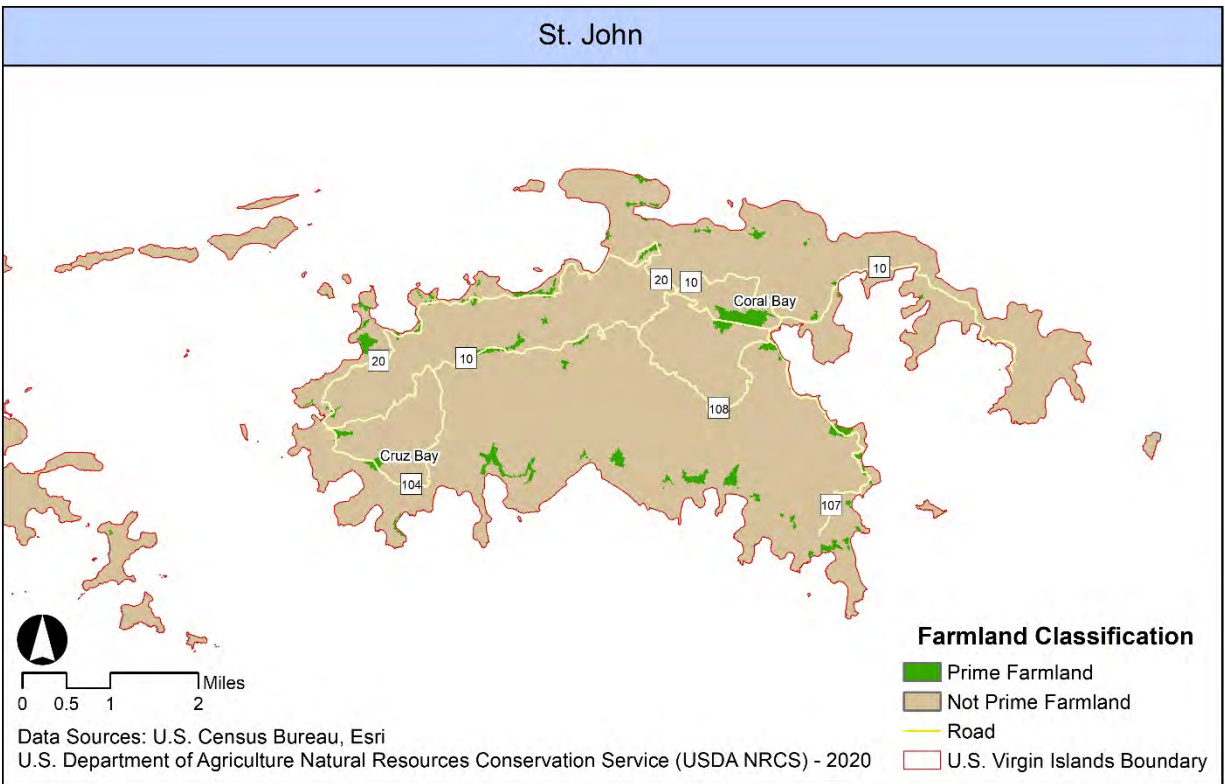 St. John
10
20
10
Coral Bay
20
10
108
Cruz Bay
104
107
Miles
0 0.5 1 2
Farmland Classification
Prime Farmland
Not Prime Farmland
Road
U.S. Virgin Islands Boundary
Data Sources: U.S. Census Bureau, Esri
U.S. Department of Agriculture Natural Resources Conservation Service (USDA NRCS) - 2020